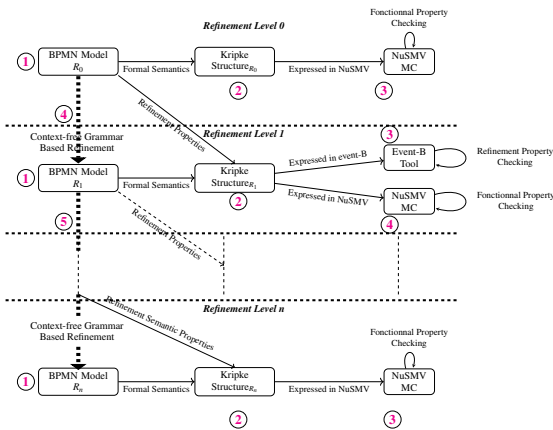 Refinement Level 0
Fonctionnal Property
Checking
1
BPMN Model
R0
Formal Semantics
Kripke
StructureR0
Expressed in NuSMV
NuSMV
MC
2
3
4
Refinement Properties
Refinement Level 1
3
Context-free Grammar
Based Refinement
1
BPMN Model
R1
Formal Semantics
Kripke
StructureR1
2
Expressed in event-B
Event-B
Tool
Refinement Property
Checking
Expressed in NuSMV
NuSMV
MC
Fonctionnal Property
Checking
4
5
Refinement Properties
Refinement Level n
Refinement Semantic Properties
Context-free Grammar
Based Refinement
Fonctionnal Property
Checking
1
BPMN Model
Rn
Formal Semantics
Kripke
StructureRn
Expressed in NuSMV
NuSMV
MC
2
3